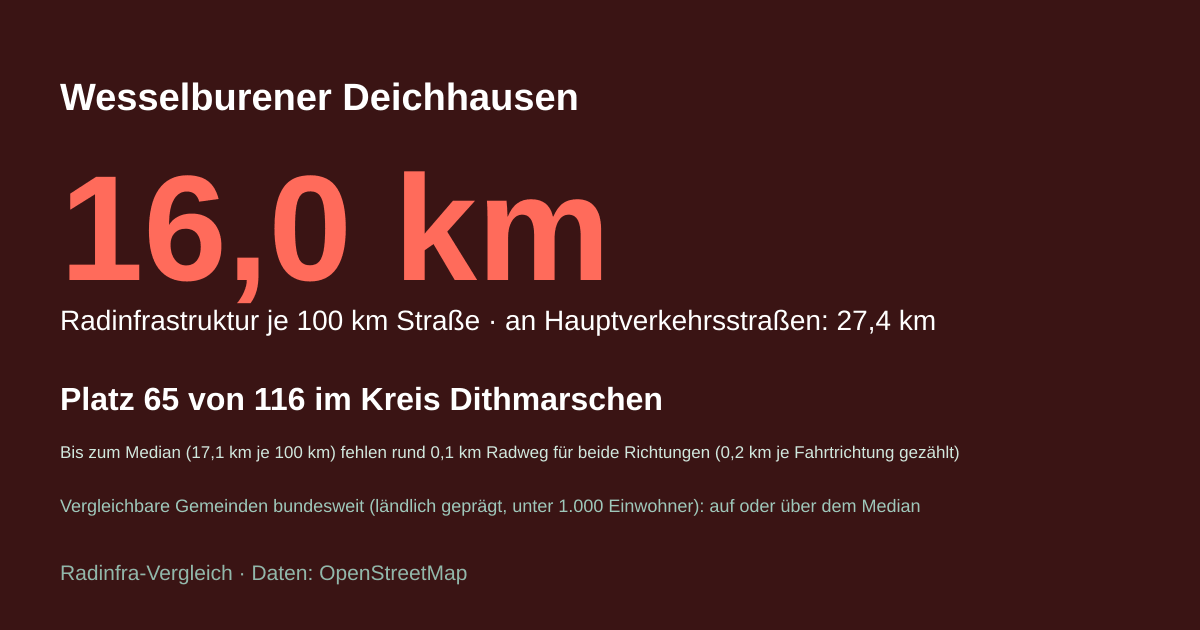 Wesselburener Deichhausen
16,0 km
Radinfrastruktur je 100 km Straße · an Hauptverkehrsstraßen: 27,4 km
Platz 65 von 116 im Kreis Dithmarschen
Bis zum Median (17,1 km je 100 km) fehlen rund 0,1 km Radweg für beide Richtungen (0,2 km je Fahrtrichtung gezählt)
Vergleichbare Gemeinden bundesweit (ländlich geprägt, unter 1.000 Einwohner): auf oder über dem Median
Radinfra-Vergleich · Daten: OpenStreetMap